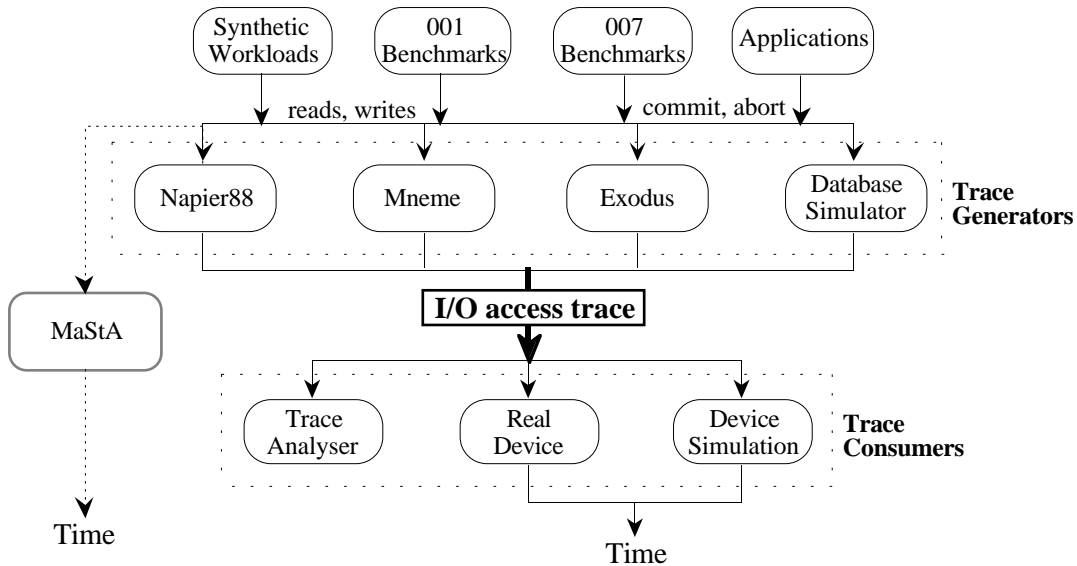 Synthetic
Workloads
001
Benchmarks
007
Benchmarks
Applications
reads, writes
commit, abort
Napier88
Mneme
Exodus
Database
Simulator
Trace
Generators
I/O access trace
MaStA
Trace
Analyser
Real
Device
Device
Simulation
Trace
Consumers
Time
Time